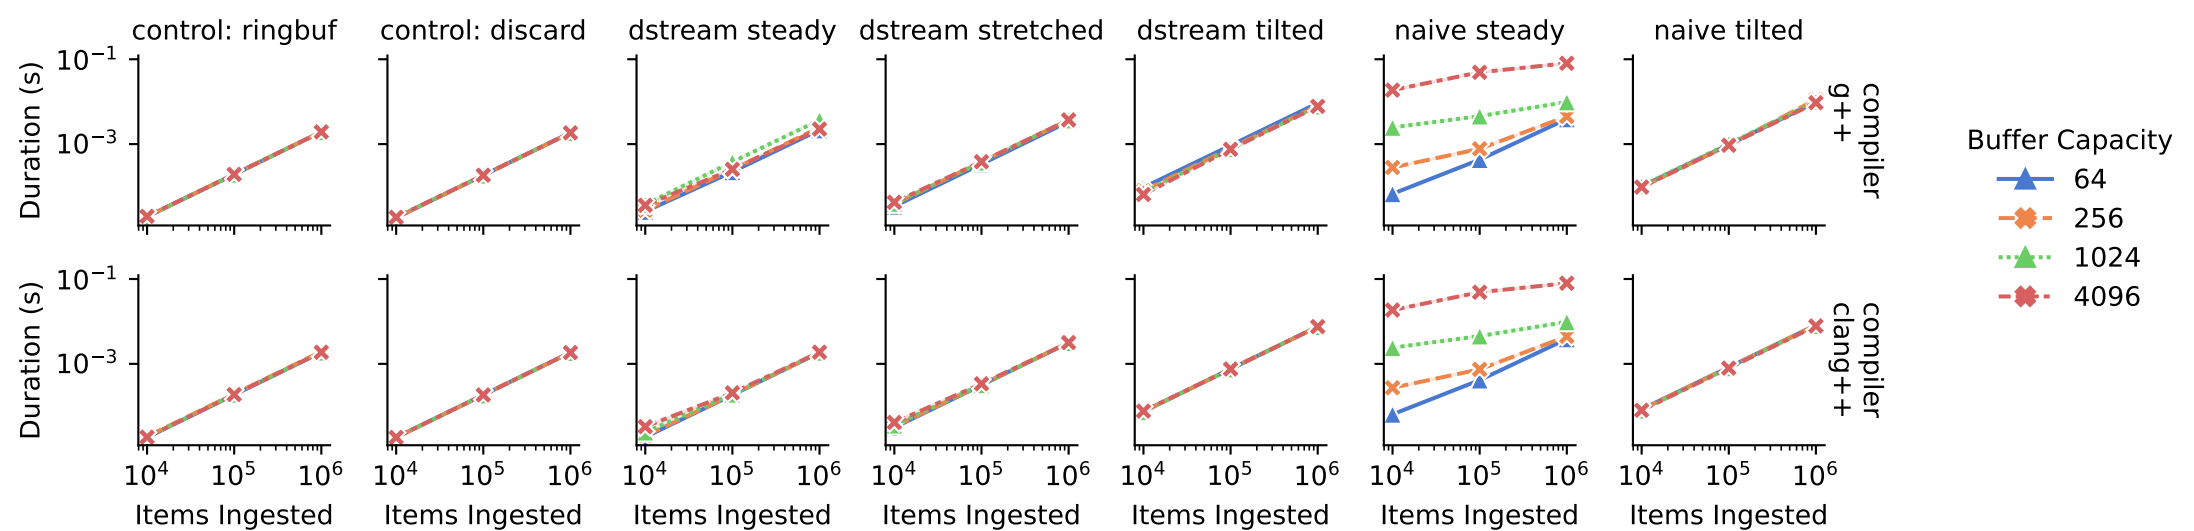 control: ringbuf
control: discard
dstream steady
dstream stretched
dstream tilted
naive steady
naive tilted
Duration (s)
10⁻¹
10⁻³
compiler
g++
Duration (s)
10⁻¹
10⁻³
compiler
clang++
10⁴ 10⁵ 10⁶
10⁴ 10⁵ 10⁶
10⁴ 10⁵ 10⁶
10⁴ 10⁵ 10⁶
10⁴ 10⁵ 10⁶
10⁴ 10⁵ 10⁶
10⁴ 10⁵ 10⁶
Items Ingested
Items Ingested
Items Ingested
Items Ingested
Items Ingested
Items Ingested
Items Ingested
Buffer Capacity
64
256
1024
4096